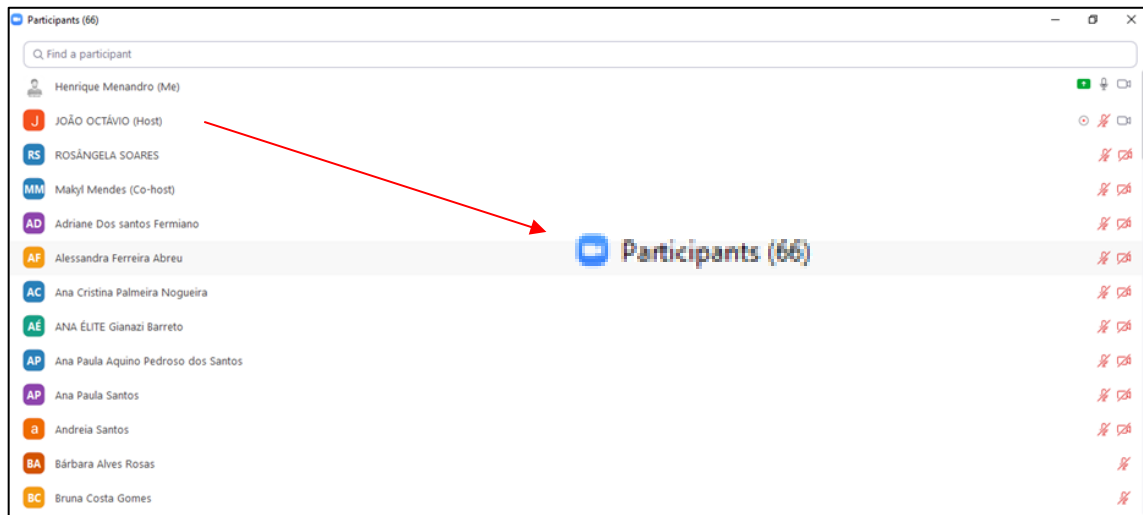 Participants (66)
Find a participant
Henrique Menandro (Me)
J JOÃO OCTÁVIO (Host)
RS ROSÂNGELA SOARES
MM Makyl Mendes (Co-host)
AD Adriane Dos santos Fermiano
Participants (66)
AF Alessandra Ferreira Abreu
AC Ana Cristina Palmeira Nogueira
AÉ ANA ÉLITE Gianazi Barreto
AP Ana Paula Aquino Pedroso dos Santos
AP Ana Paula Santos
a Andreia Santos
BA Bárbara Alves Rosas
BC Bruna Costa Gomes